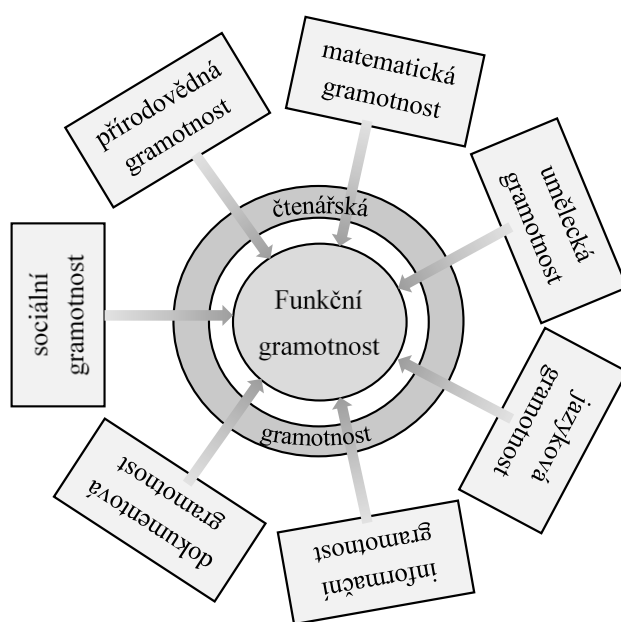 matematická
gramotnost
přírodovědná
gramotnost
umělecká
gramotnost
čtenářská
Funkční
gramotnost
sociální
gramotnost
jazyková
gramotnost
gramotnost
dokumentová
gramotnost
informační
gramotnost